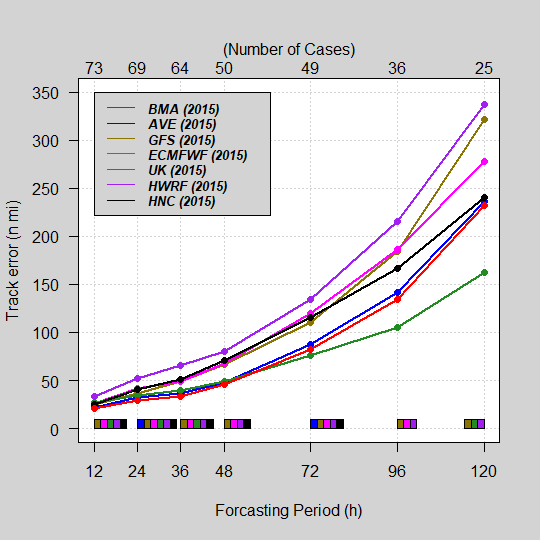 (Number of Cases)
73 69 64 50 49 36 25
Track error (n mi)
350
300
250
200
150
100
50
0
BMA (2015)
AVE (2015)
GFS (2015)
ECMFWF (2015)
UK (2015)
HWRF (2015)
HNC (2015)
12 24 36 48 72 96 120
Forcasting Period (h)